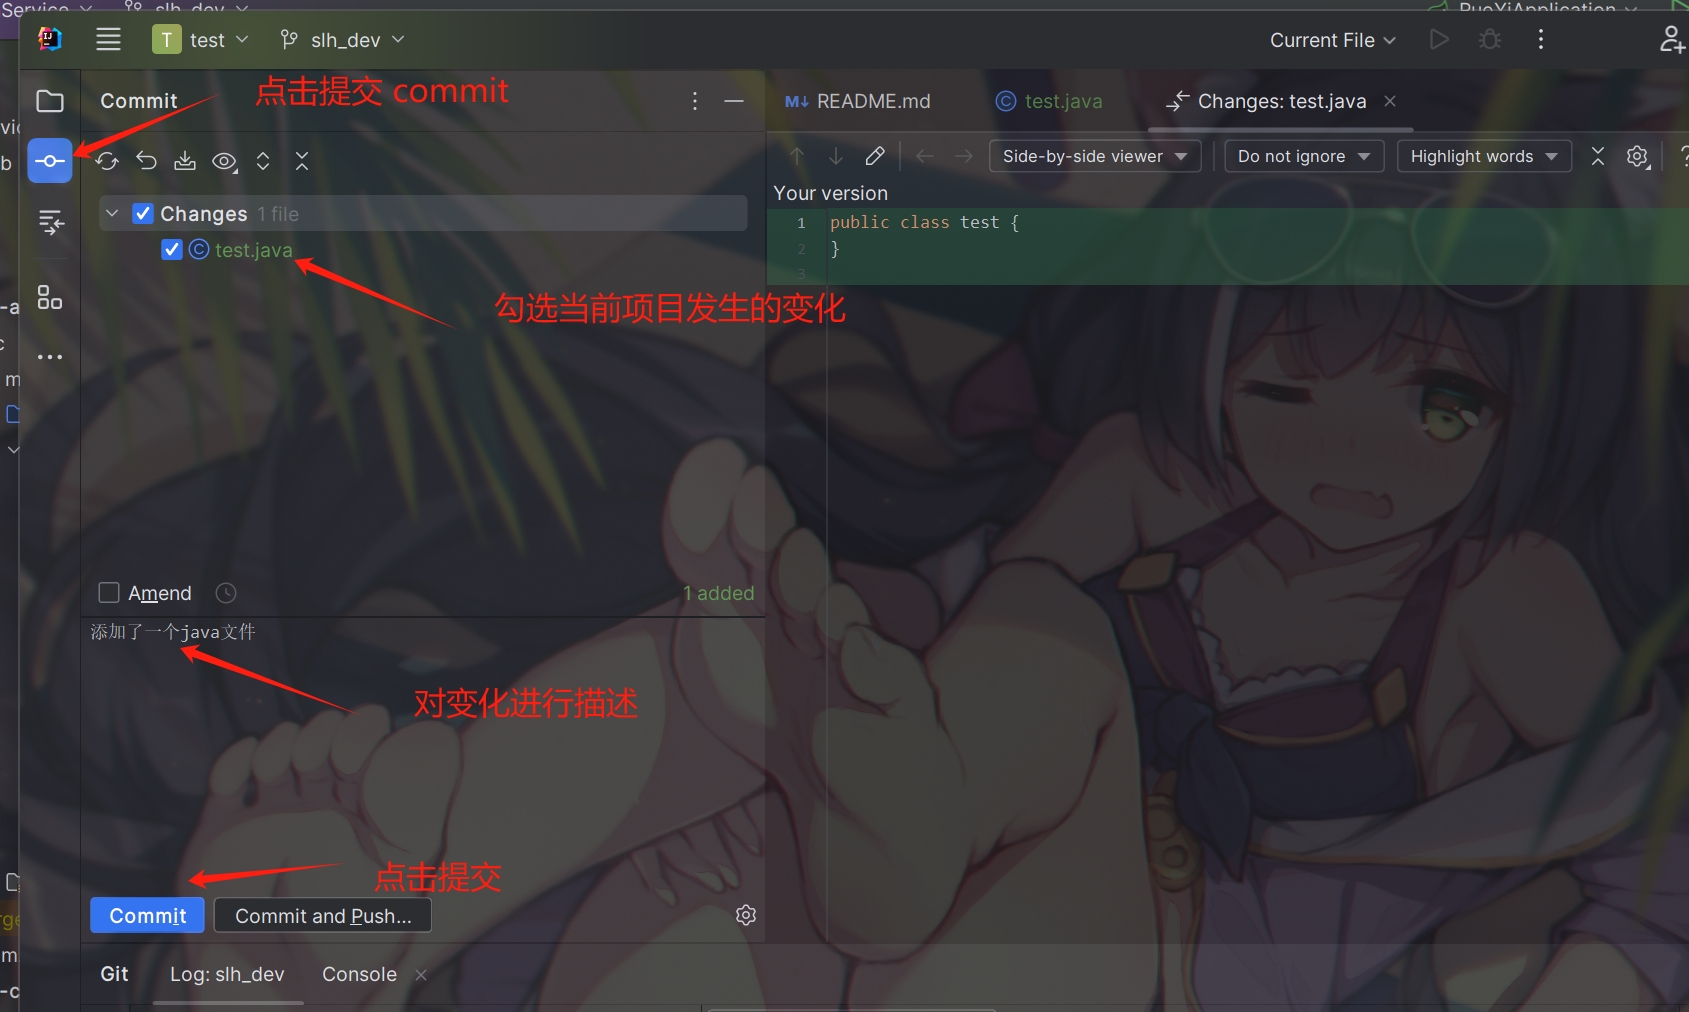 Service slh_dev RuoYiApplication
T test slh_dev Current File
Commit
点击提交 commit
README.md test.java Changes: test.java
Side-by-side viewer Do not ignore Highlight words ?
Your version
Changes 1 file
test.java
1 public class test {
2 }
3
勾选当前项目发生的变化
Amend 1 added
添加了一个java文件
对变化进行描述
点击提交
Commit Commit and Push...
Git Log: slh_dev Console